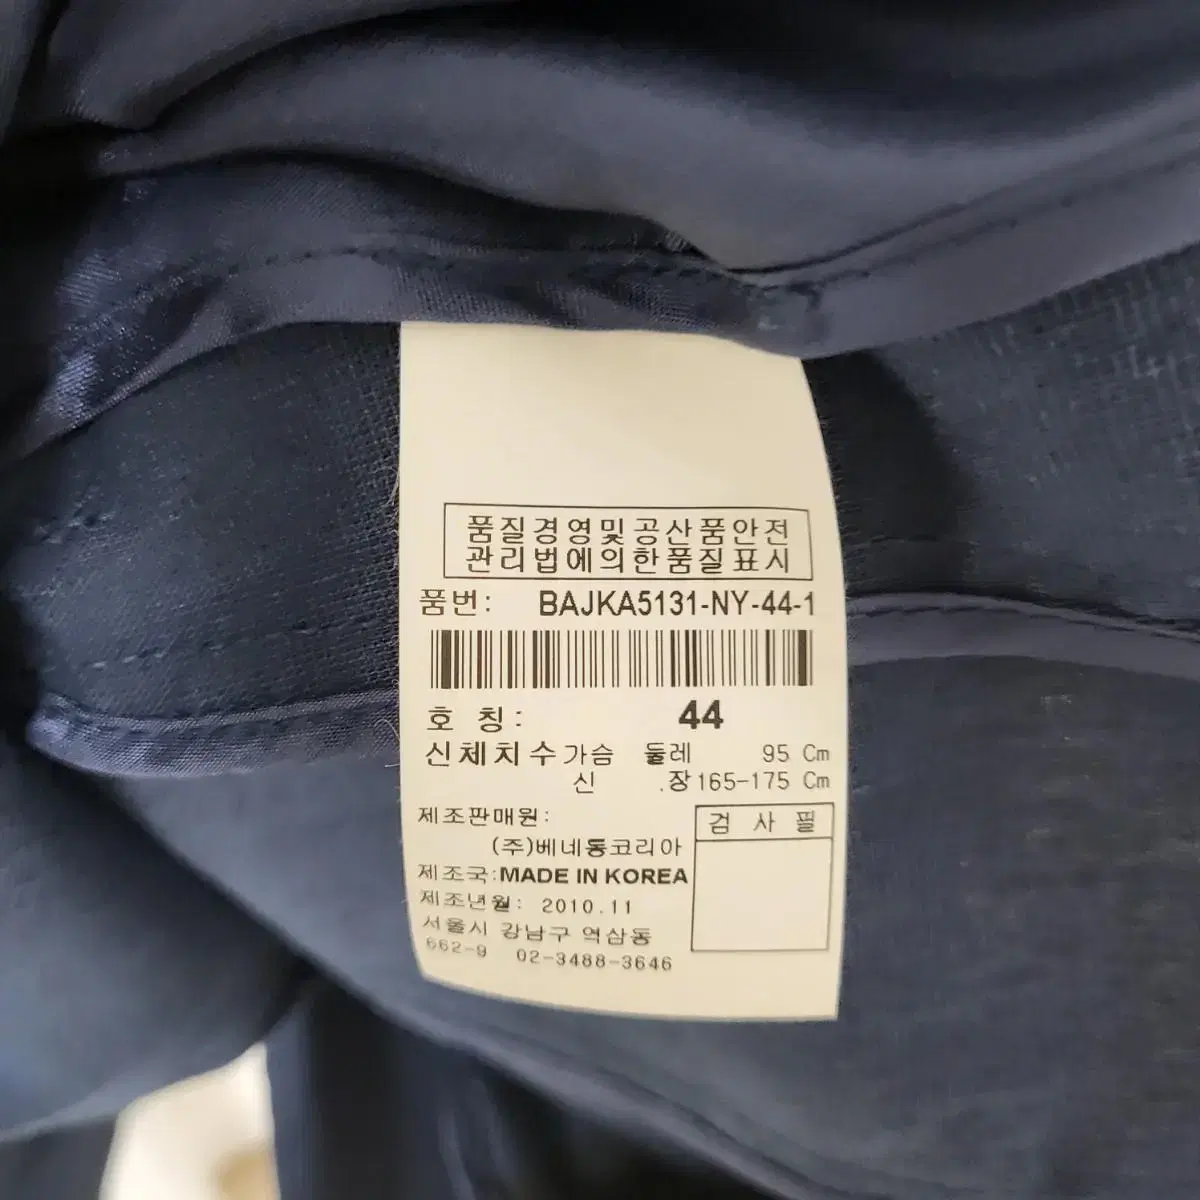 품질경영및공산품안전
관리법에의한품질표시
품번: BAJKA5131-NY-44-1
호 칭: 44
신체치수 가슴 둘레 95 Cm
신 .장 165-175 Cm
제조판매원:
검 사 필
(주)베네통코리아
제조국:MADE IN KOREA
제조년월: 2010.11
서울시 강남구 역삼동
662-9 02-3488-3646